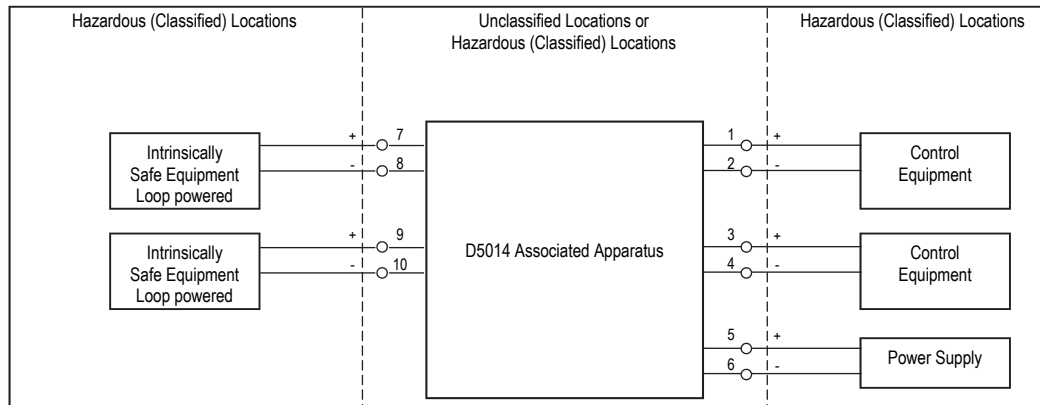 Hazardous (Classified) Locations
Unclassified Locations or
Hazardous (Classified) Locations
Hazardous (Classified) Locations
Intrinsically
Safe Equipment
Loop powered
+
-
7
8
Intrinsically
Safe Equipment
Loop powered
+
-
9
10
D5014 Associated Apparatus
1
2
+
-
Control
Equipment
3
4
+
-
Control
Equipment
5
6
+
-
Power Supply